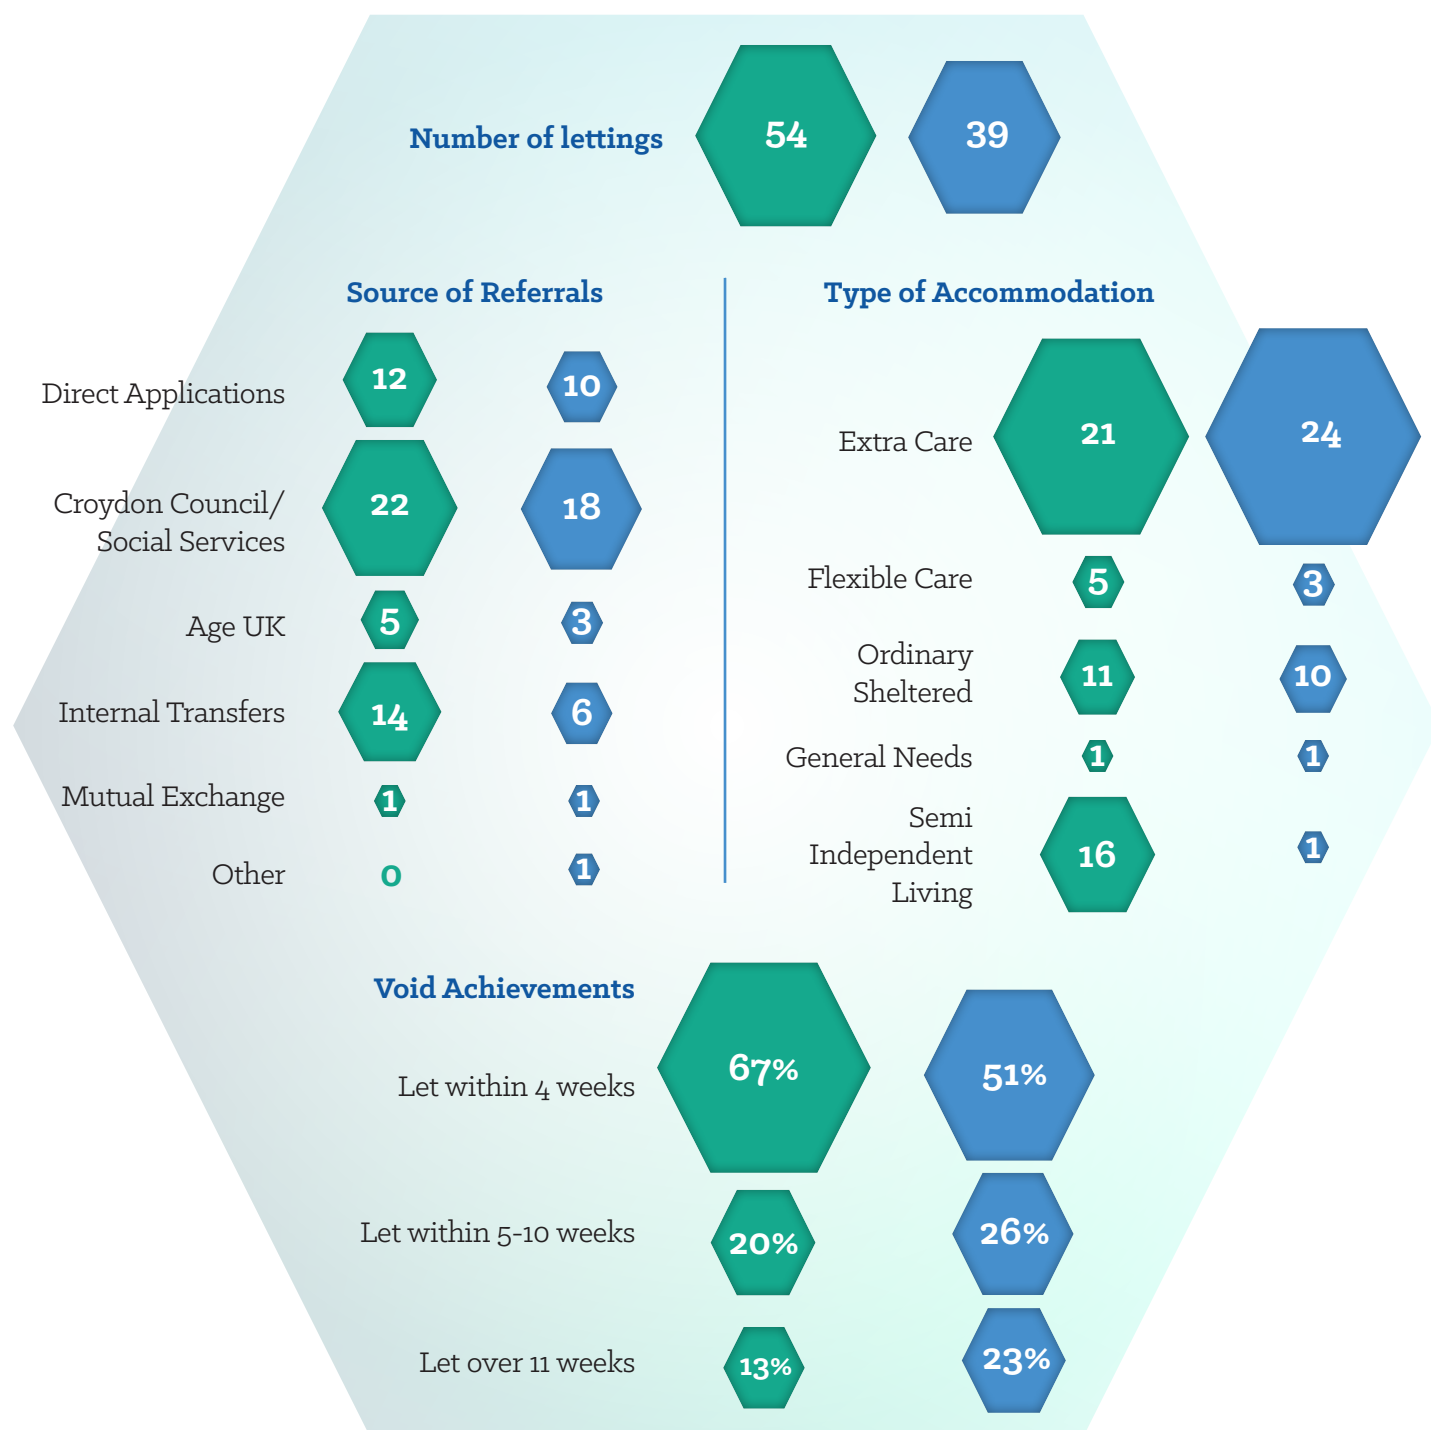 Number of lettings 54 39
Source of Referrals
Direct Applications 12 10
Croydon Council/
Social Services 22 18
Age UK 5 3
Internal Transfers 14 6
Mutual Exchange 1 1
Other 0 1
Type of Accommodation
Extra Care 21 24
Flexible Care 5 3
Ordinary
Sheltered 11 10
General Needs 1 1
Semi
Independent 16 1
Living
Void Achievements
Let within 4 weeks 67% 51%
Let within 5-10 weeks 20% 26%
Let over 11 weeks 13% 23%